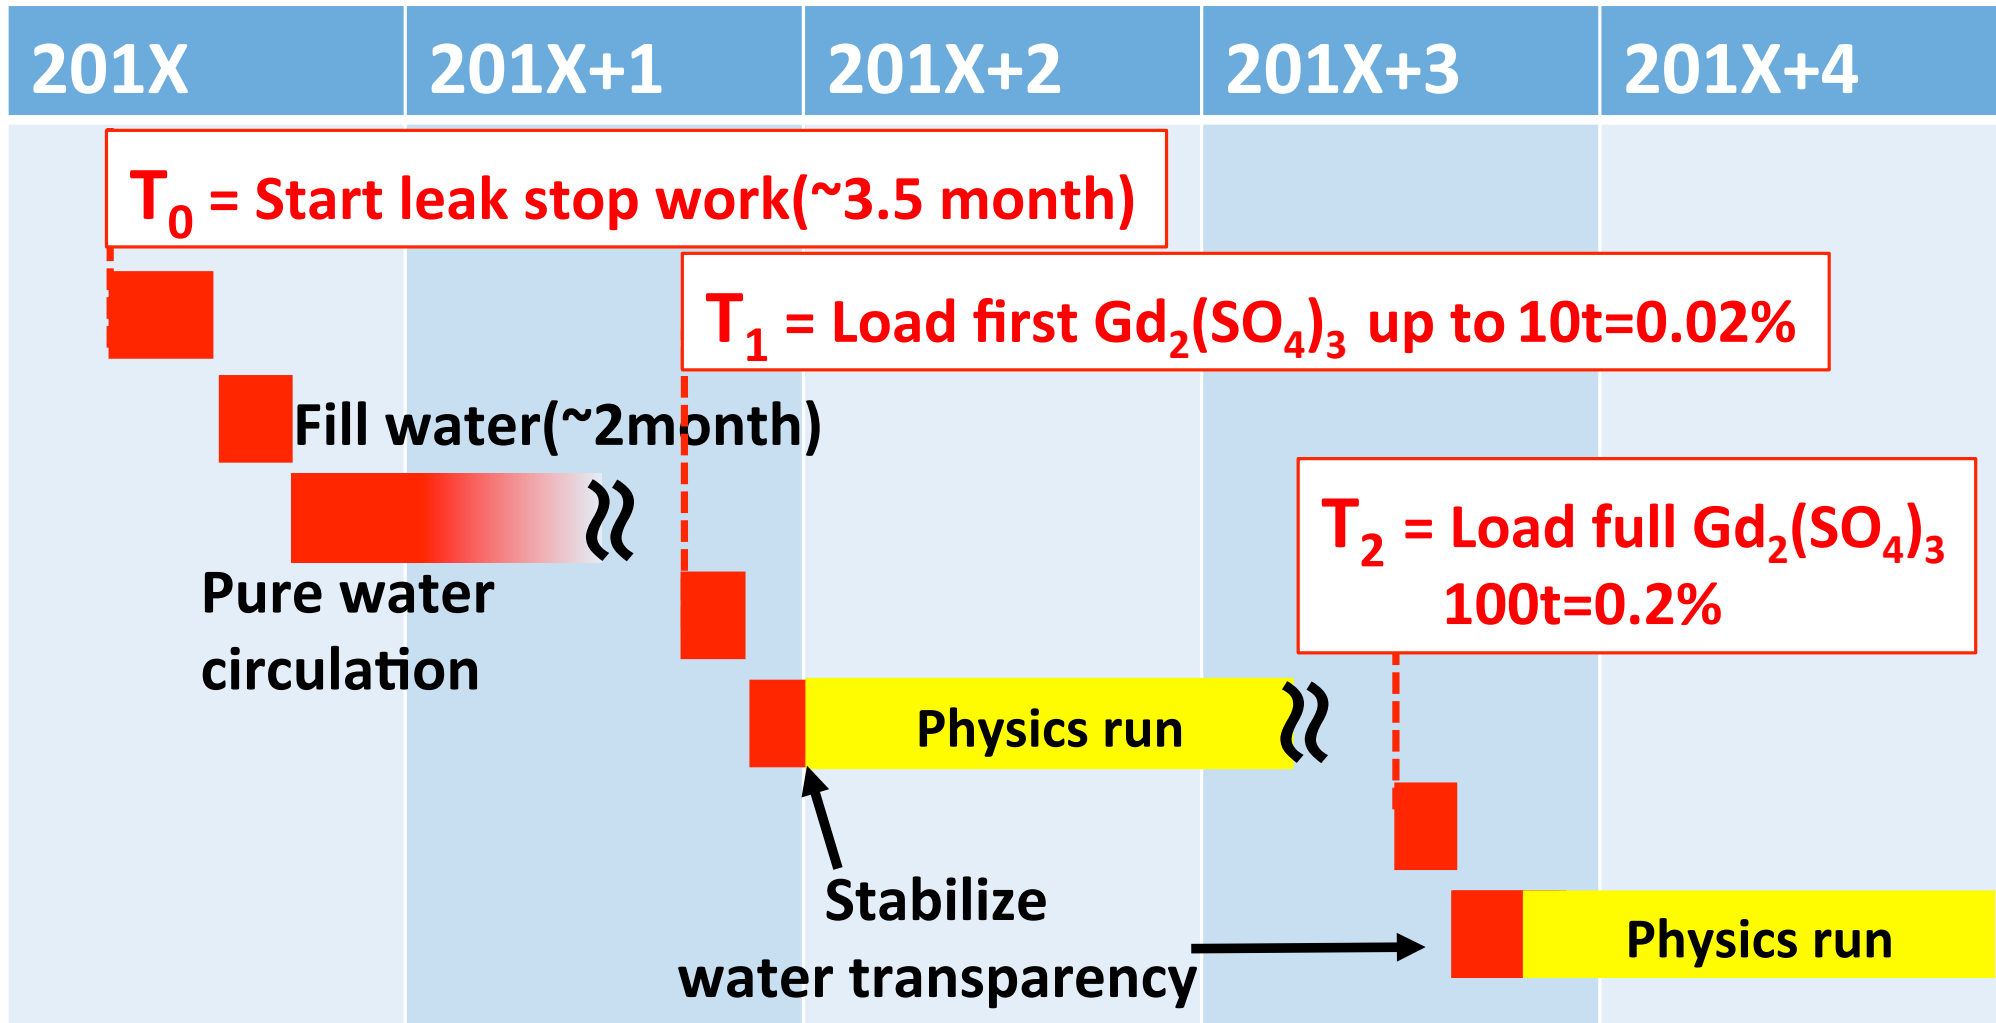 201X 201X+1 201X+2 201X+3 201X+4
T₀ = Start leak stop work(~3.5 month)
T₁ = Load first Gd₂(SO₄)₃ up to 10t=0.02%
Fill water(~2month)
T₂ = Load full Gd₂(SO₄)₃
100t=0.2%
Pure water
circulation
Physics run
Stabilize
water transparency
Physics run